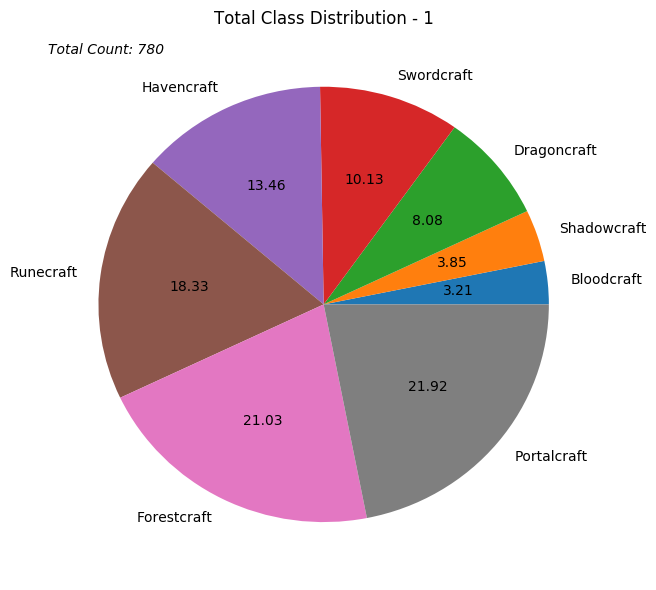 Total Class Distribution - 1
Total Count: 780
Swordcraft
Havencraft
Dragoncraft
10.13
13.46
8.08
Shadowcraft
3.85
Runecraft
Bloodcraft
18.33
3.21
21.92
21.03
Portalcraft
Forestcraft